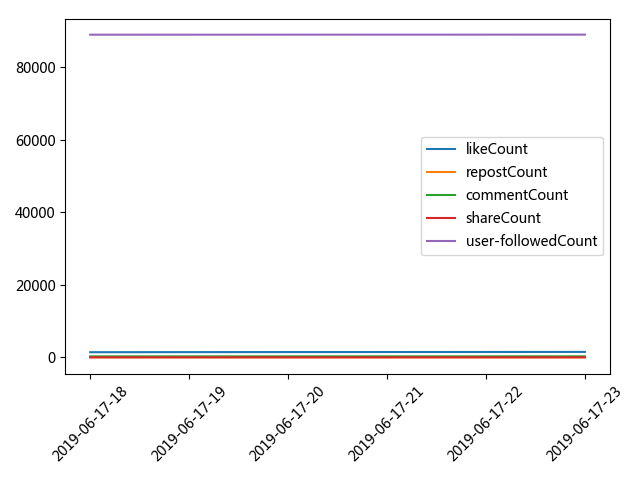 80000
60000
40000
20000
0
likeCount
repostCount
commentCount
shareCount
user-followedCount
2019-06-17-18
2019-06-17-19
2019-06-17-20
2019-06-17-21
2019-06-17-22
2019-06-17-23